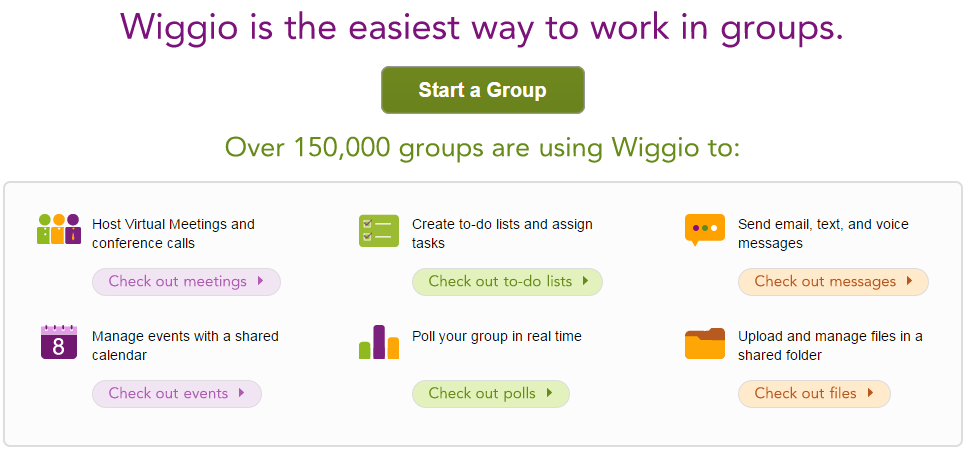 Wiggio is the easiest way to work in groups.
Start a Group
Over 150,000 groups are using Wiggio to:
Host Virtual Meetings and
conference calls
Check out meetings
Create to-do lists and assign
tasks
Check out to-do lists
Send email, text, and voice
messages
Check out messages
8
Manage events with a shared
calendar
Check out events
Poll your group in real time
Check out polls
Upload and manage files in a
shared folder
Check out files